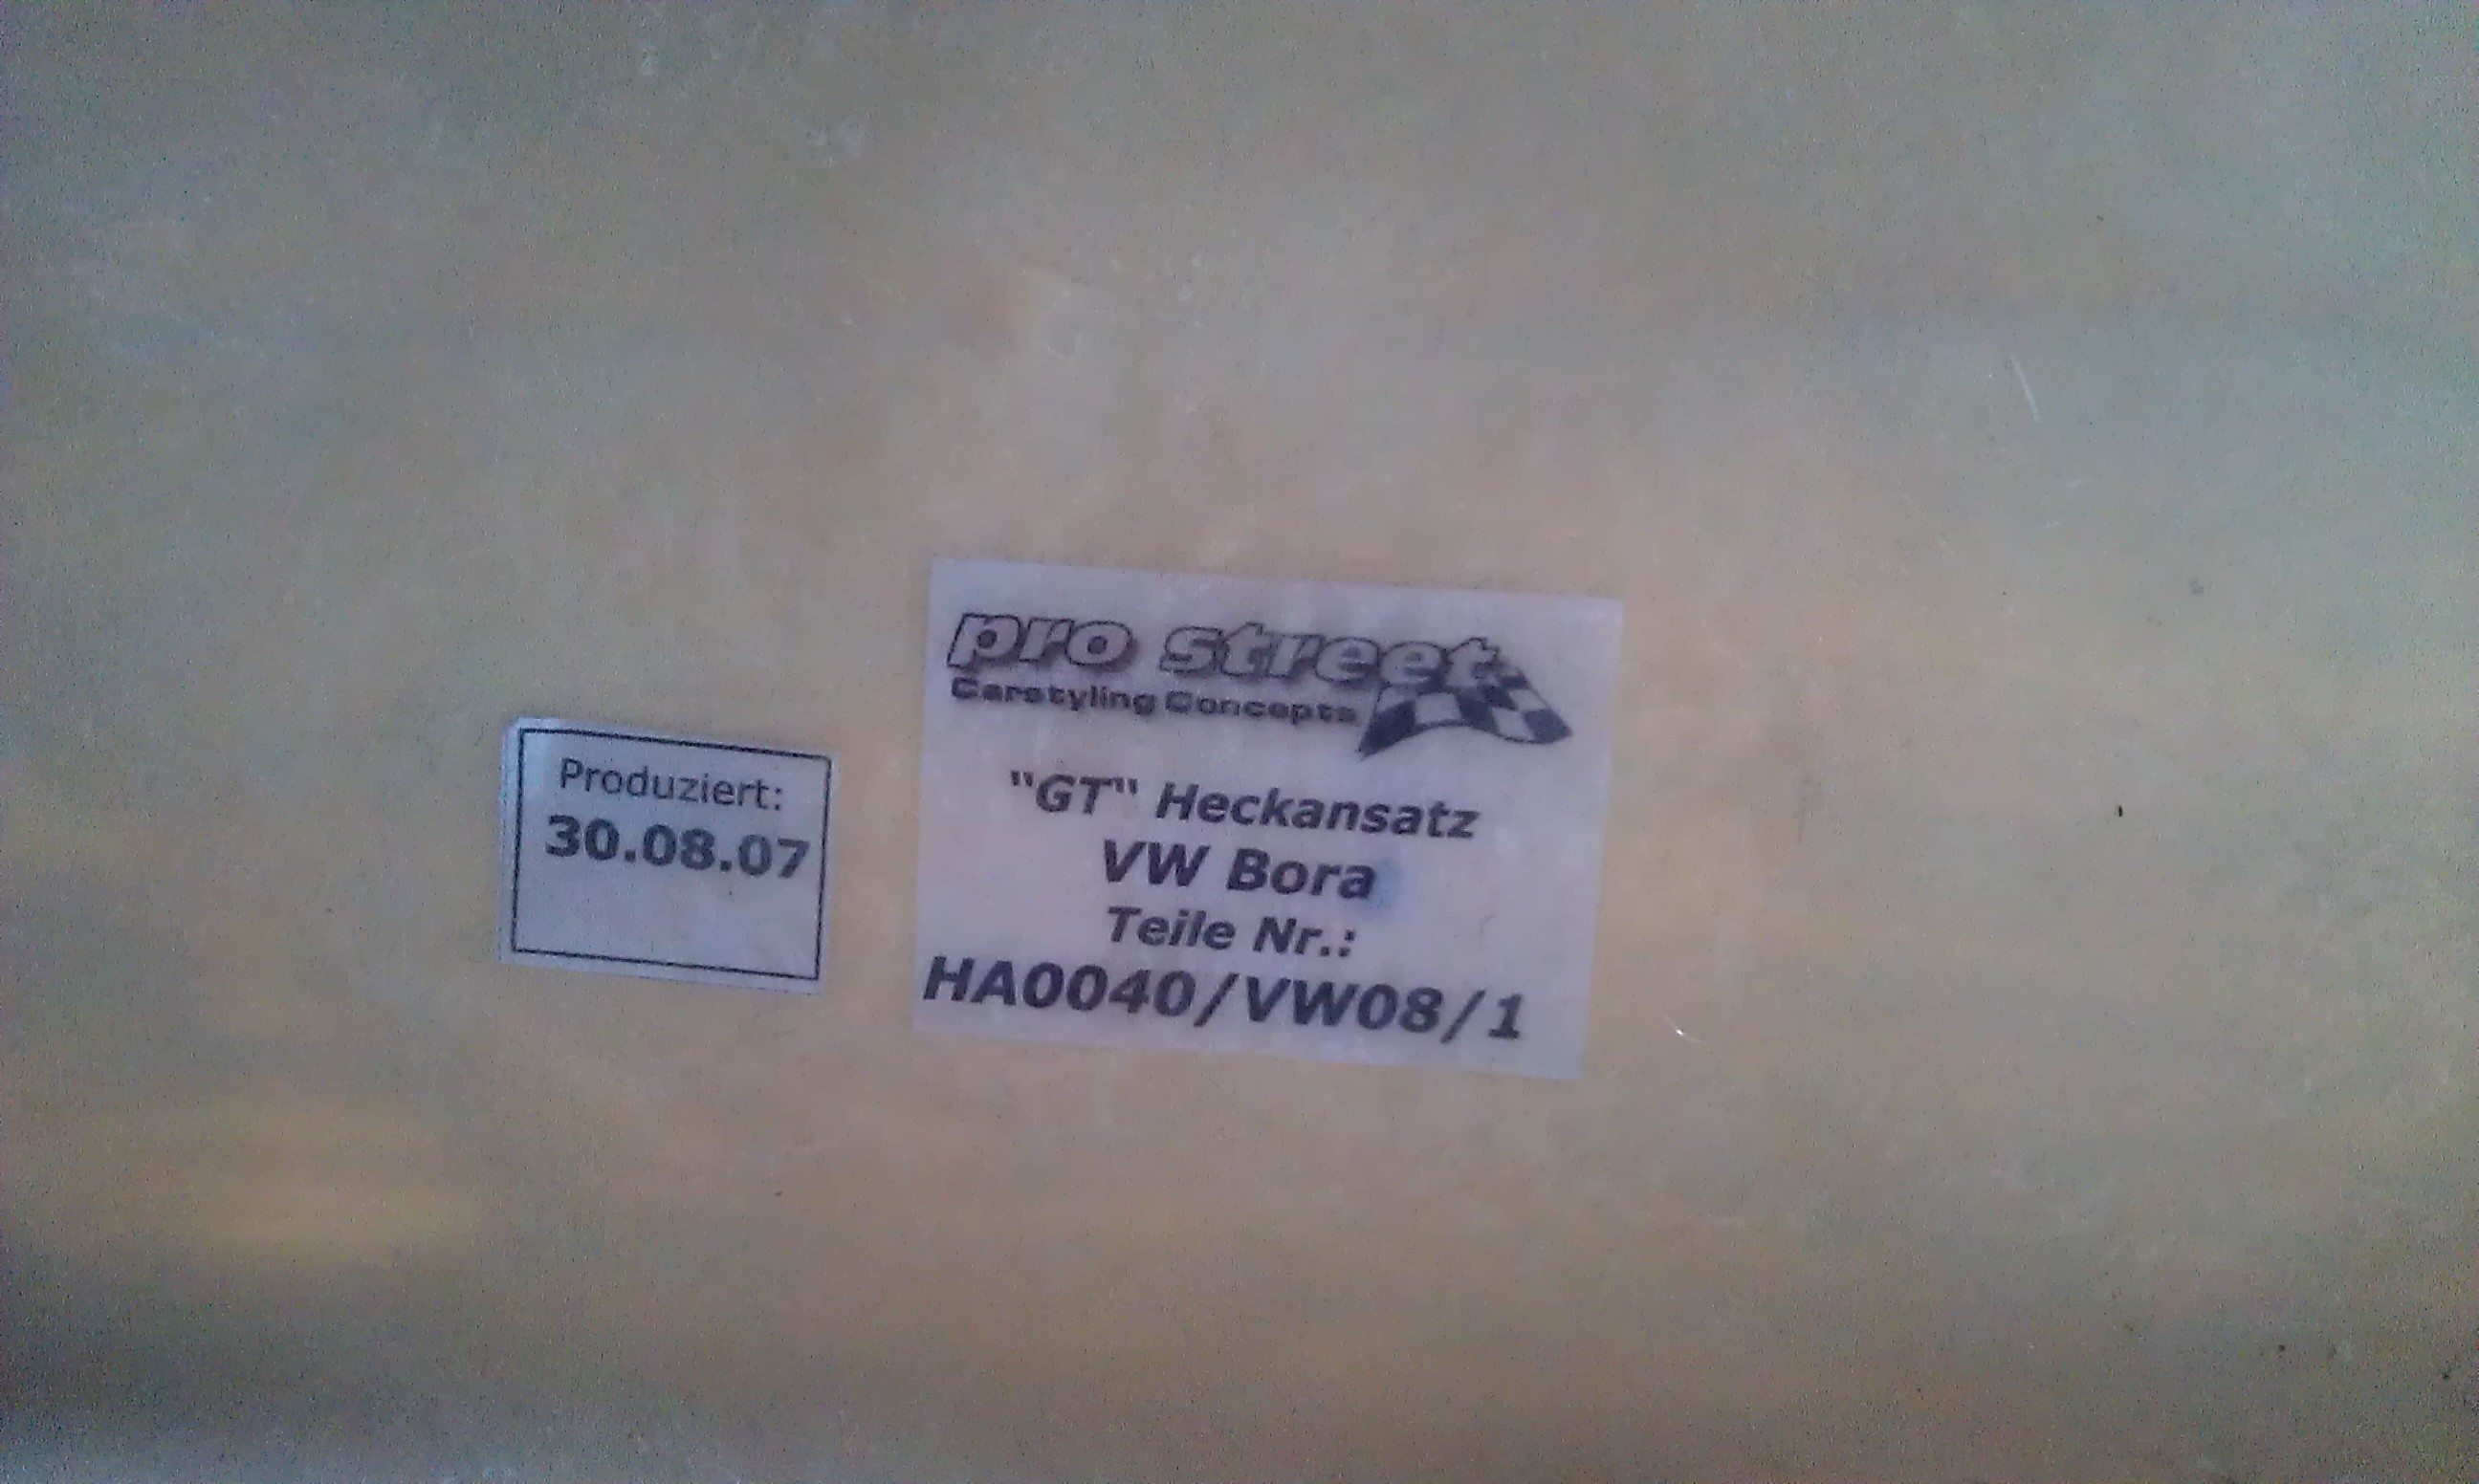 Produziert:
30.08.07
pro street
Carstyling Concepts
"GT" Heckansatz
VW Bora
Teile Nr.:
HA0040/VW08/1